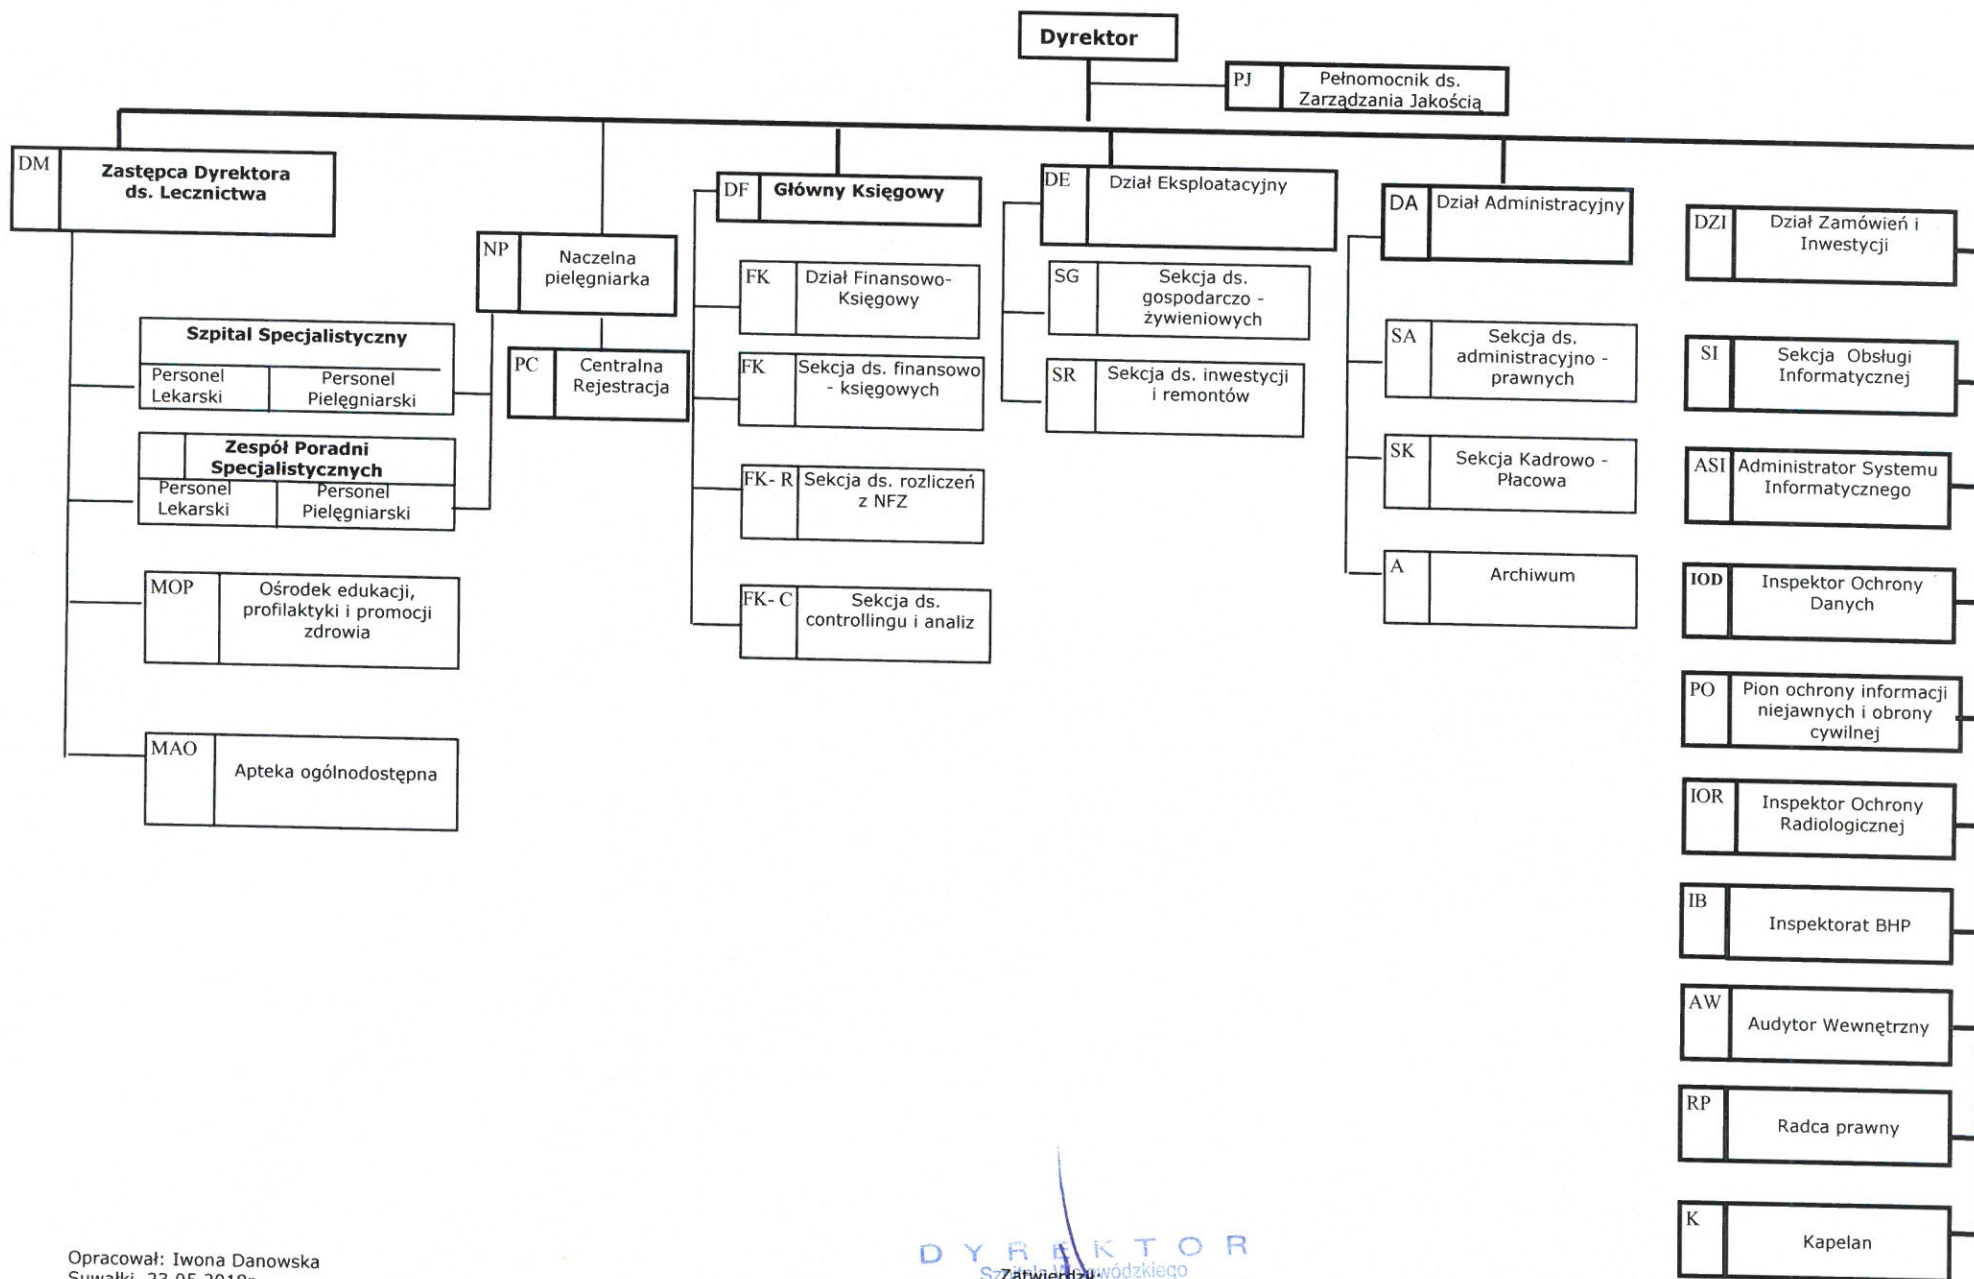 Dyrektor
PJ
Pełnomocnik ds.
Zarządzania Jakością
DM
Zastępca Dyrektora
ds. Lecznictwa
Szpital Specjalistyczny
Personel
Lekarski
Personel
Pielęgniarski
Zespół Poradni
Specjalistycznych
Personel
Lekarski
Personel
Pielęgniarski
MOP
Ośrodek edukacji,
profilaktyki i promocji
zdrowia
MAO
Apteka ogólnodostępna
NP
Naczelna
pielęgniarka
PC
Centralna
Rejestracja
DF
Główny Księgowy
FK
Dział Finansowo-
Księgowy
FK
Sekcja ds. finansowo
- księgowych
FK- R
Sekcja ds. rozliczeń
z NFZ
FK- C
Sekcja ds.
controllingu i analiz
DE
Dział Eksploatacyjny
SG
Sekcja ds.
gospodarczo -
żywieniowych
SR
Sekcja ds. inwestycji
i remontów
DA
Dział Administracyjny
SA
Sekcja ds.
administracyjno -
prawnych
SK
Sekcja Kadrowo -
Płacowa
A
Archiwum
DZI
Dział Zamówień i
Inwestycji
SI
Sekcja Obsługi
Informatycznej
ASI
Administrator Systemu
Informatycznego
IOD
Inspektor Ochrony
Danych
PO
Pion ochrony informacji
niejawnych i obrony
cywilnej
IOR
Inspektor Ochrony
Radiologicznej
IB
Inspektorat BHP
AW
Audytor Wewnętrzny
RP
Radca prawny
K
Kapelan
Opracował: Iwona Danowska
Suwałki, 23.05.2018r.
DYREKTOR
Szpitala Wojewódzkiego
Zatwierdził: